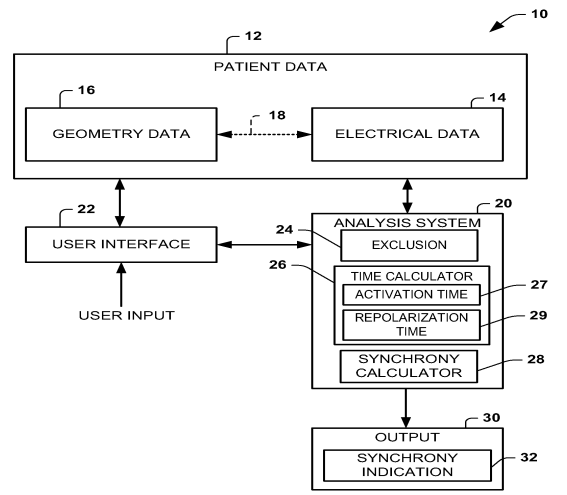 10
12
PATIENT DATA
16
18
14
GEOMETRY DATA
ELECTRICAL DATA
22
20
USER INTERFACE
ANALYSIS SYSTEM
24
EXCLUSION
26
TIME CALCULATOR
ACTIVATION TIME
27
REPOLARIZATION
TIME
29
USER INPUT
SYNCHRONY
CALCULATOR
28
30
OUTPUT
SYNCHRONY
INDICATION
32